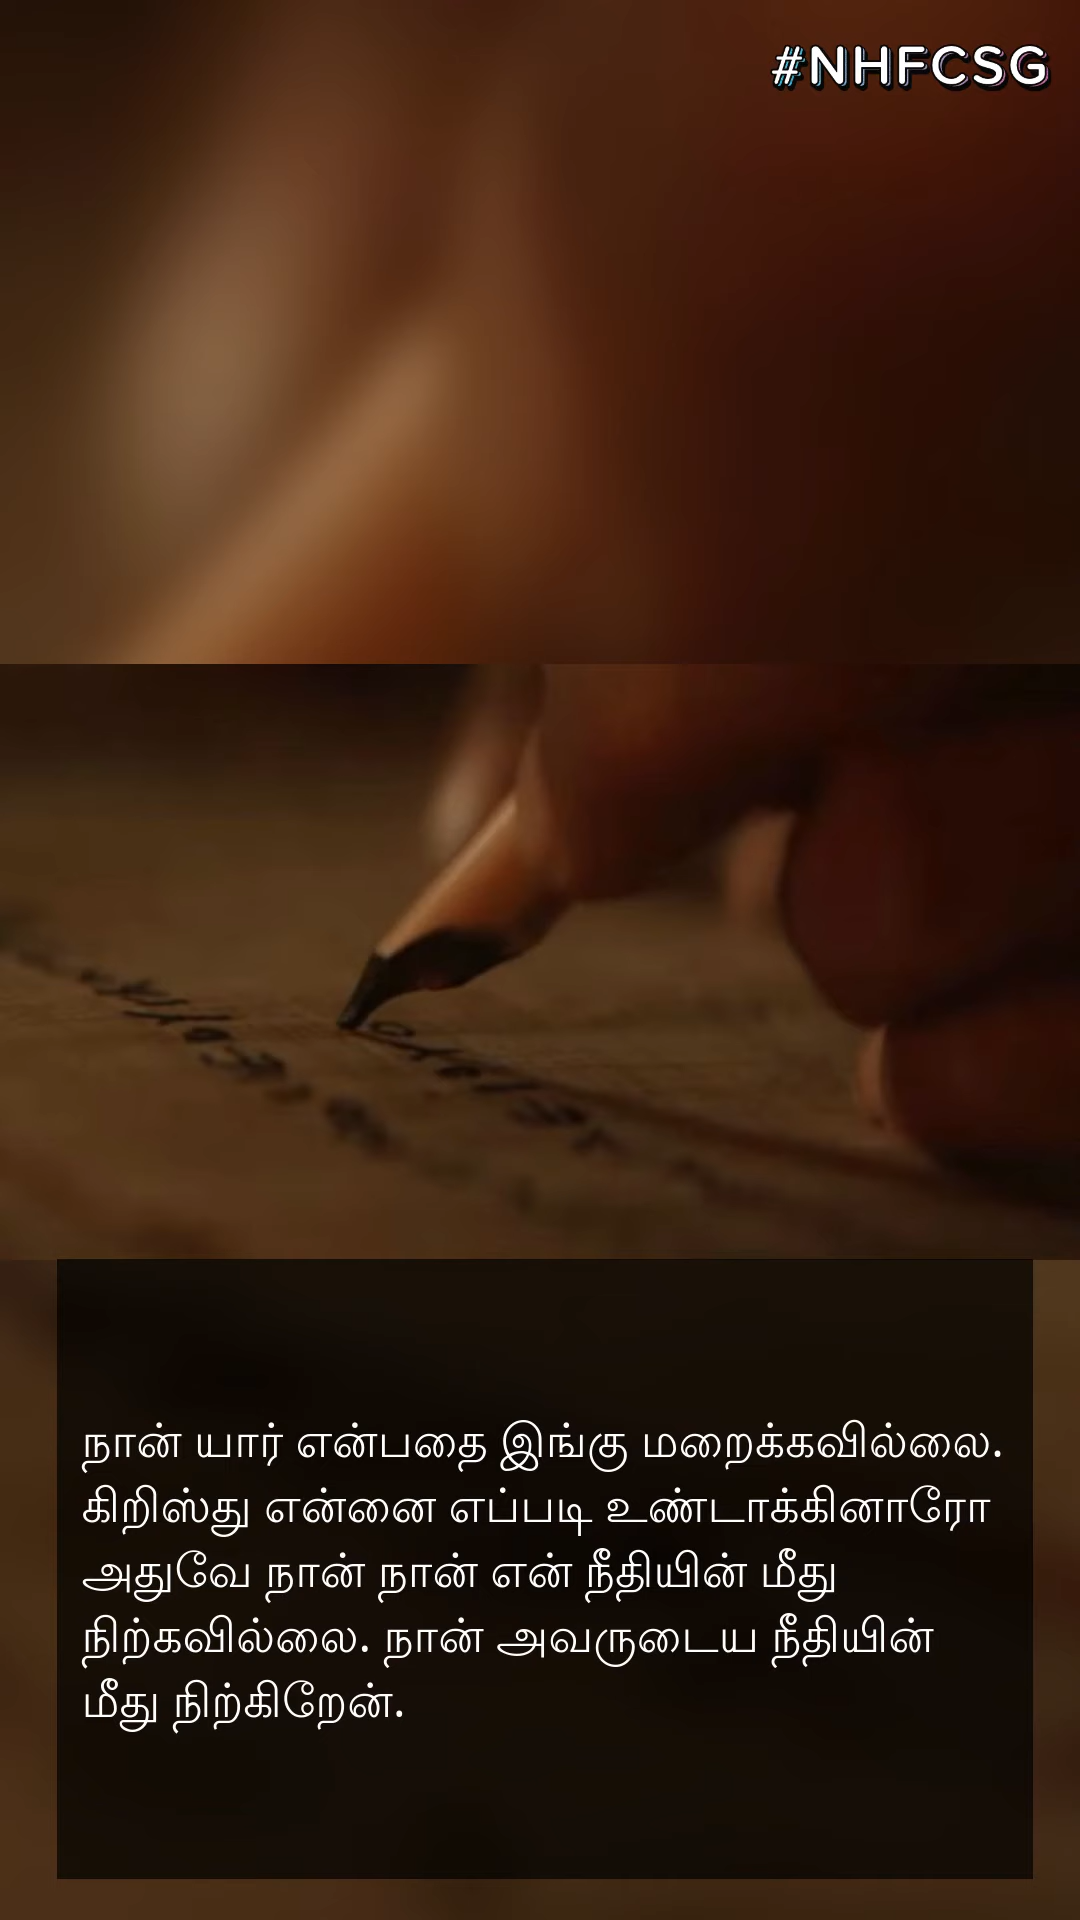 #NHFCSG
நான் யார் என்பதை இங்கு மறைக்கவில்லை.
கிறிஸ்து என்னை எப்படி உண்டாக்கினாரோ
அதுவே நான் நான் என் நீதியின் மீது
நிற்கவில்லை. நான் அவருடைய நீதியின்
மீது நிற்கிறேன்.